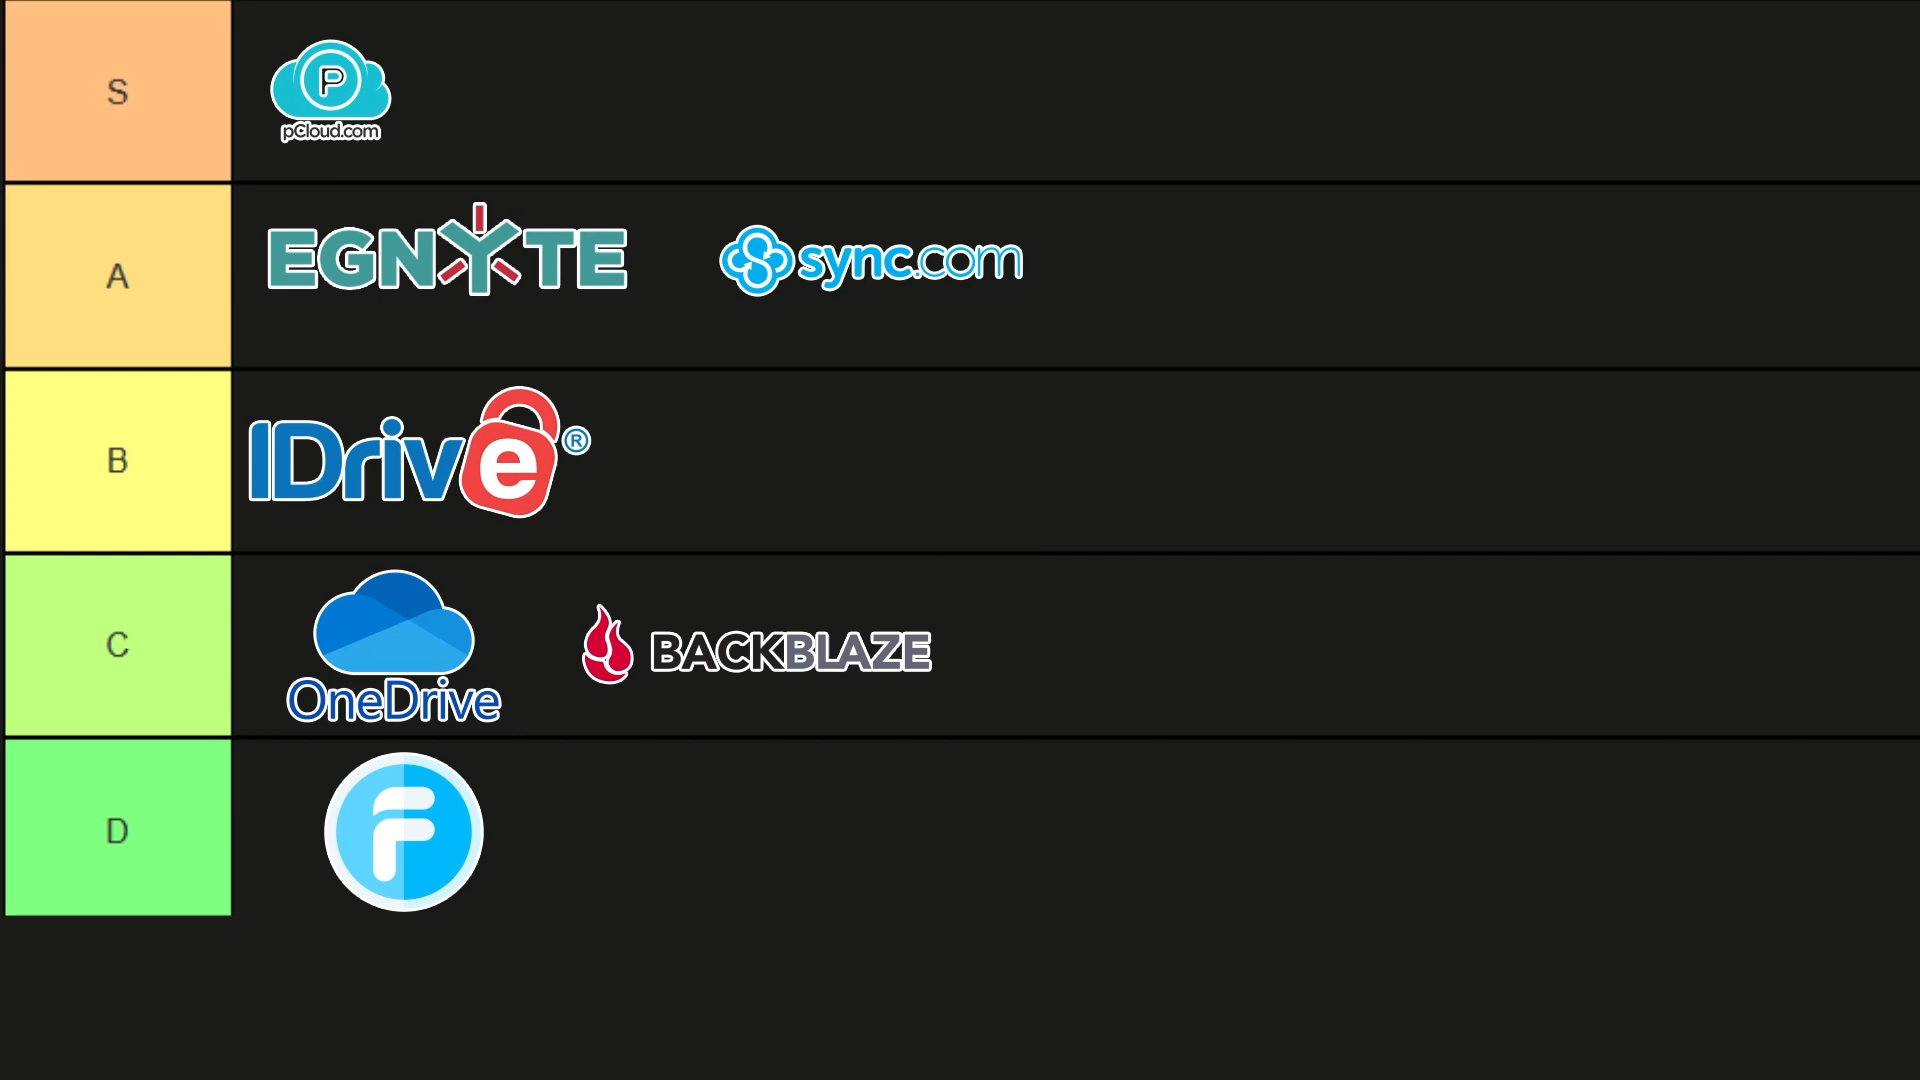 S
P
pCloud.com
A
EGNYTE
sync.com
B
IDrive®
C
OneDrive
BACKBLAZE
D
F